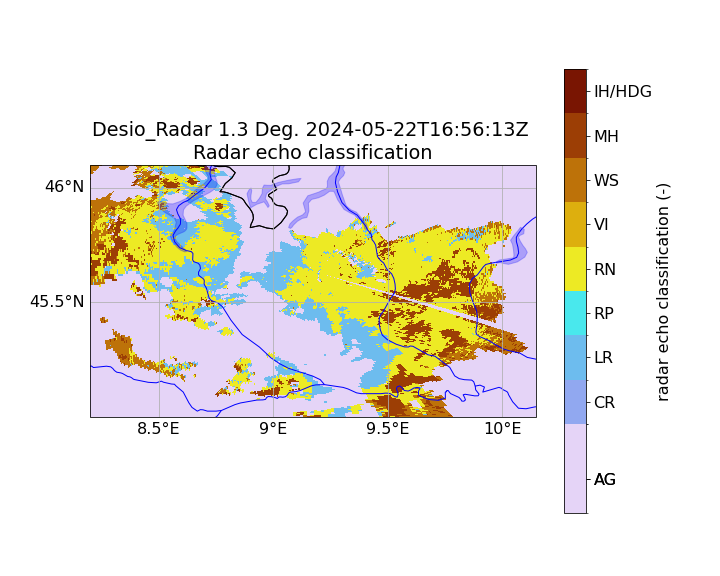 Desio_Radar 1.3 Deg. 2024-05-22T16:56:13Z
Radar echo classification
46°N
45.5°N
8.5°E
9°E
9.5°E
10°E
IH/HDG
MH
WS
VI
RN
RP
LR
CR
AG
radar echo classification (-)